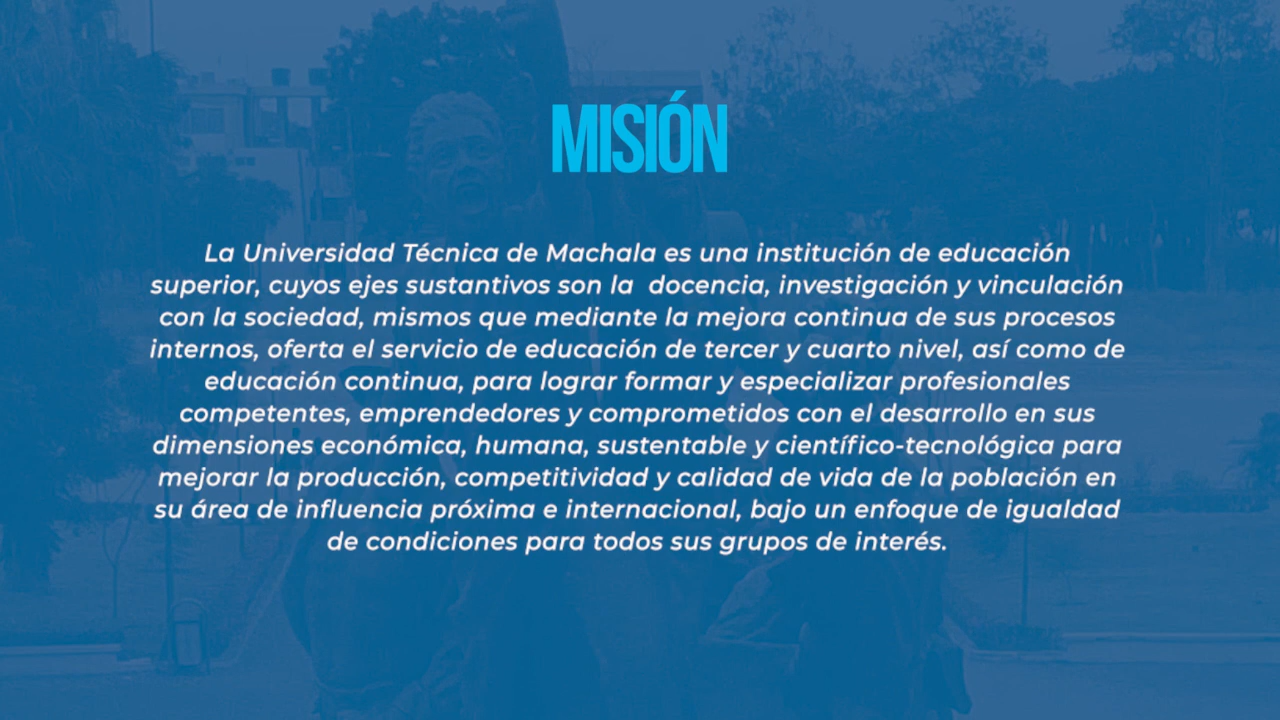 MISIÓN
La Universidad Técnica de Machala es una institución de educación
superior, cuyos ejes sustantivos son la  docencia, investigación y vinculación
con la sociedad, mismos que mediante la mejora continua de sus procesos
internos, oferta el servicio de educación de tercer y cuarto nivel, así como de
educación continua, para lograr formar y especializar profesionales
competentes, emprendedores y comprometidos con el desarrollo en sus
dimensiones económica, humana, sustentable y científico-tecnológica para
mejorar la producción, competitividad y calidad de vida de la población en
su área de influencia próxima e internacional, bajo un enfoque de igualdad
de condiciones para todos sus grupos de interés.